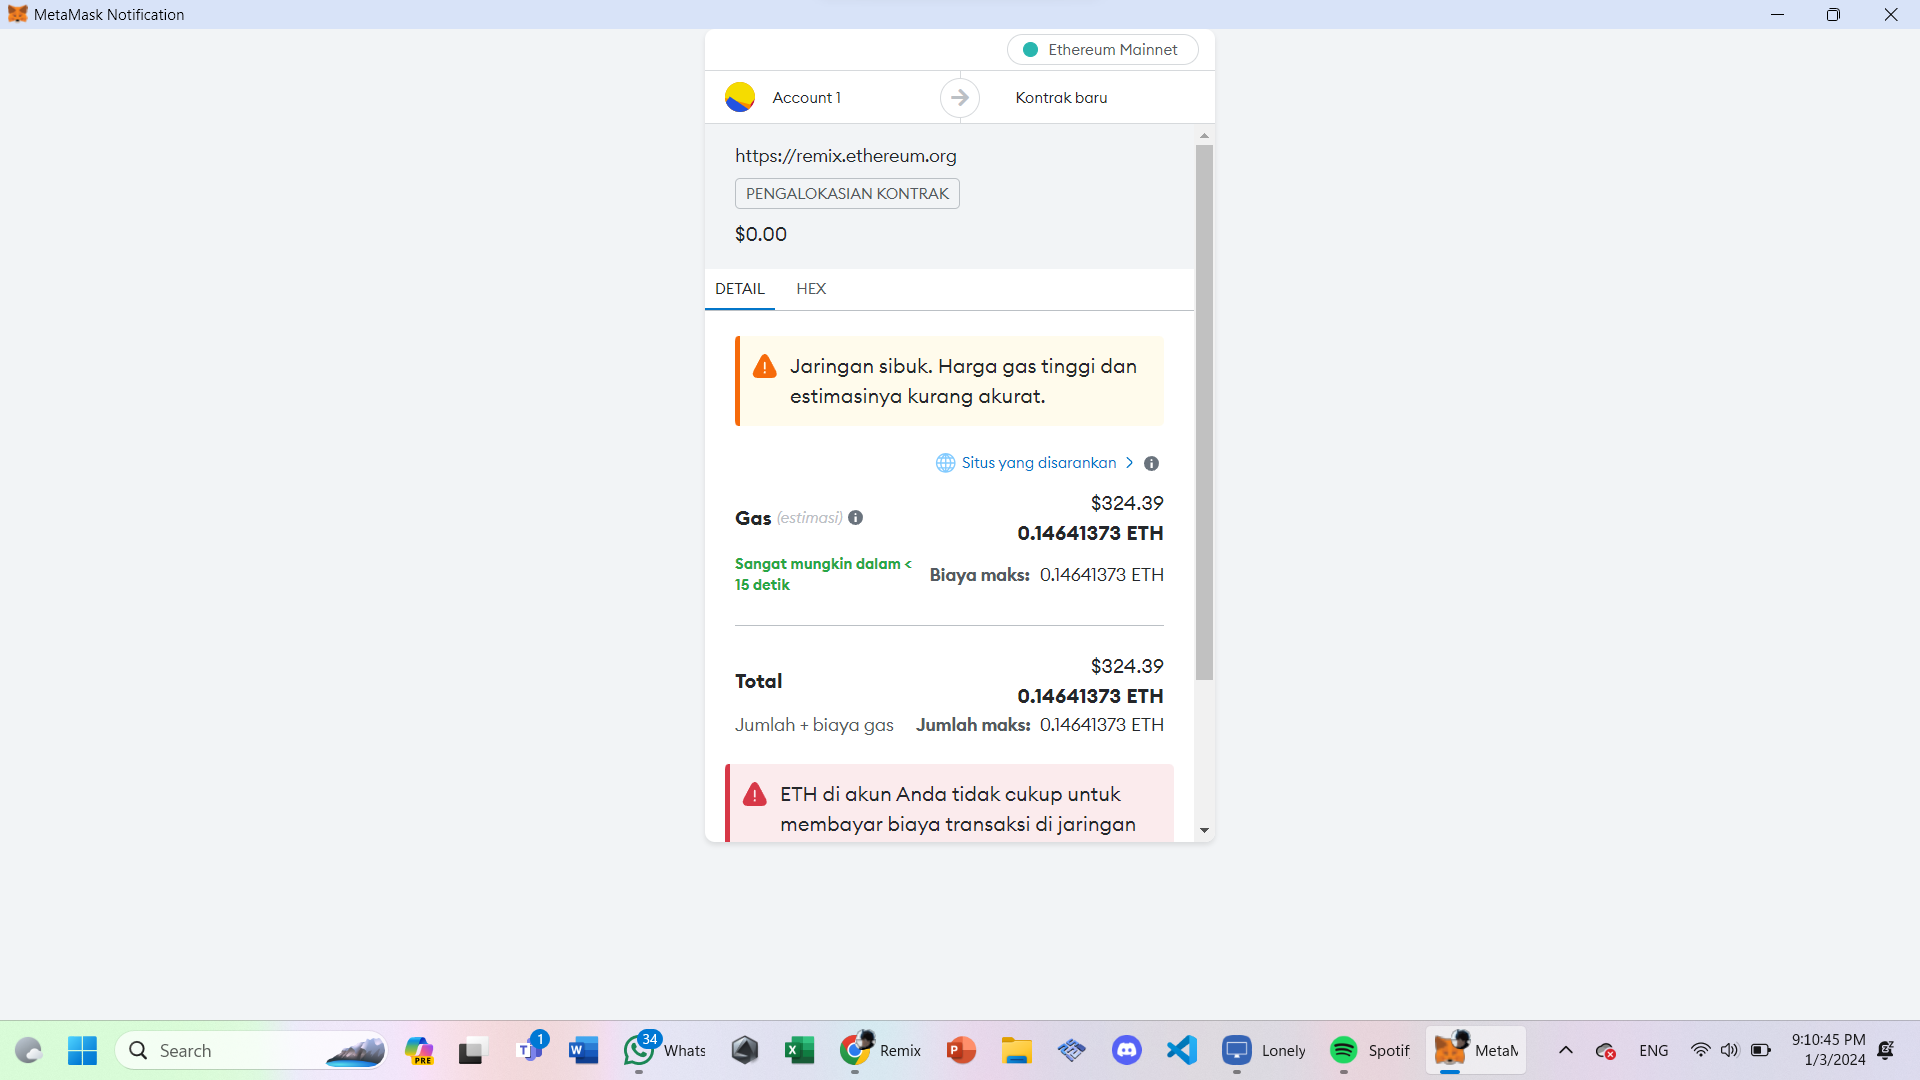 MetaMask Notification
Ethereum Mainnet
Account 1
Kontrak baru
https://remix.ethereum.org
PENGALOKASIAN KONTRAK
$0.00
DETAIL
HEX
Jaringan sibuk. Harga gas tinggi dan
estimasinya kurang akurat.
Situs yang disarankan
Gas (estimasi)
$324.39
0.14641373 ETH
Sangat mungkin dalam <
15 detik
Biaya maks: 0.14641373 ETH
Total
$324.39
0.14641373 ETH
Jumlah + biaya gas
Jumlah maks: 0.14641373 ETH
ETH di akun Anda tidak cukup untuk
membayar biaya transaksi di jaringan
Search
PRE
1
34
Whats
Remix
Lonely
Spotif
MetaM
ENG
9:10:45 PM
1/3/2024